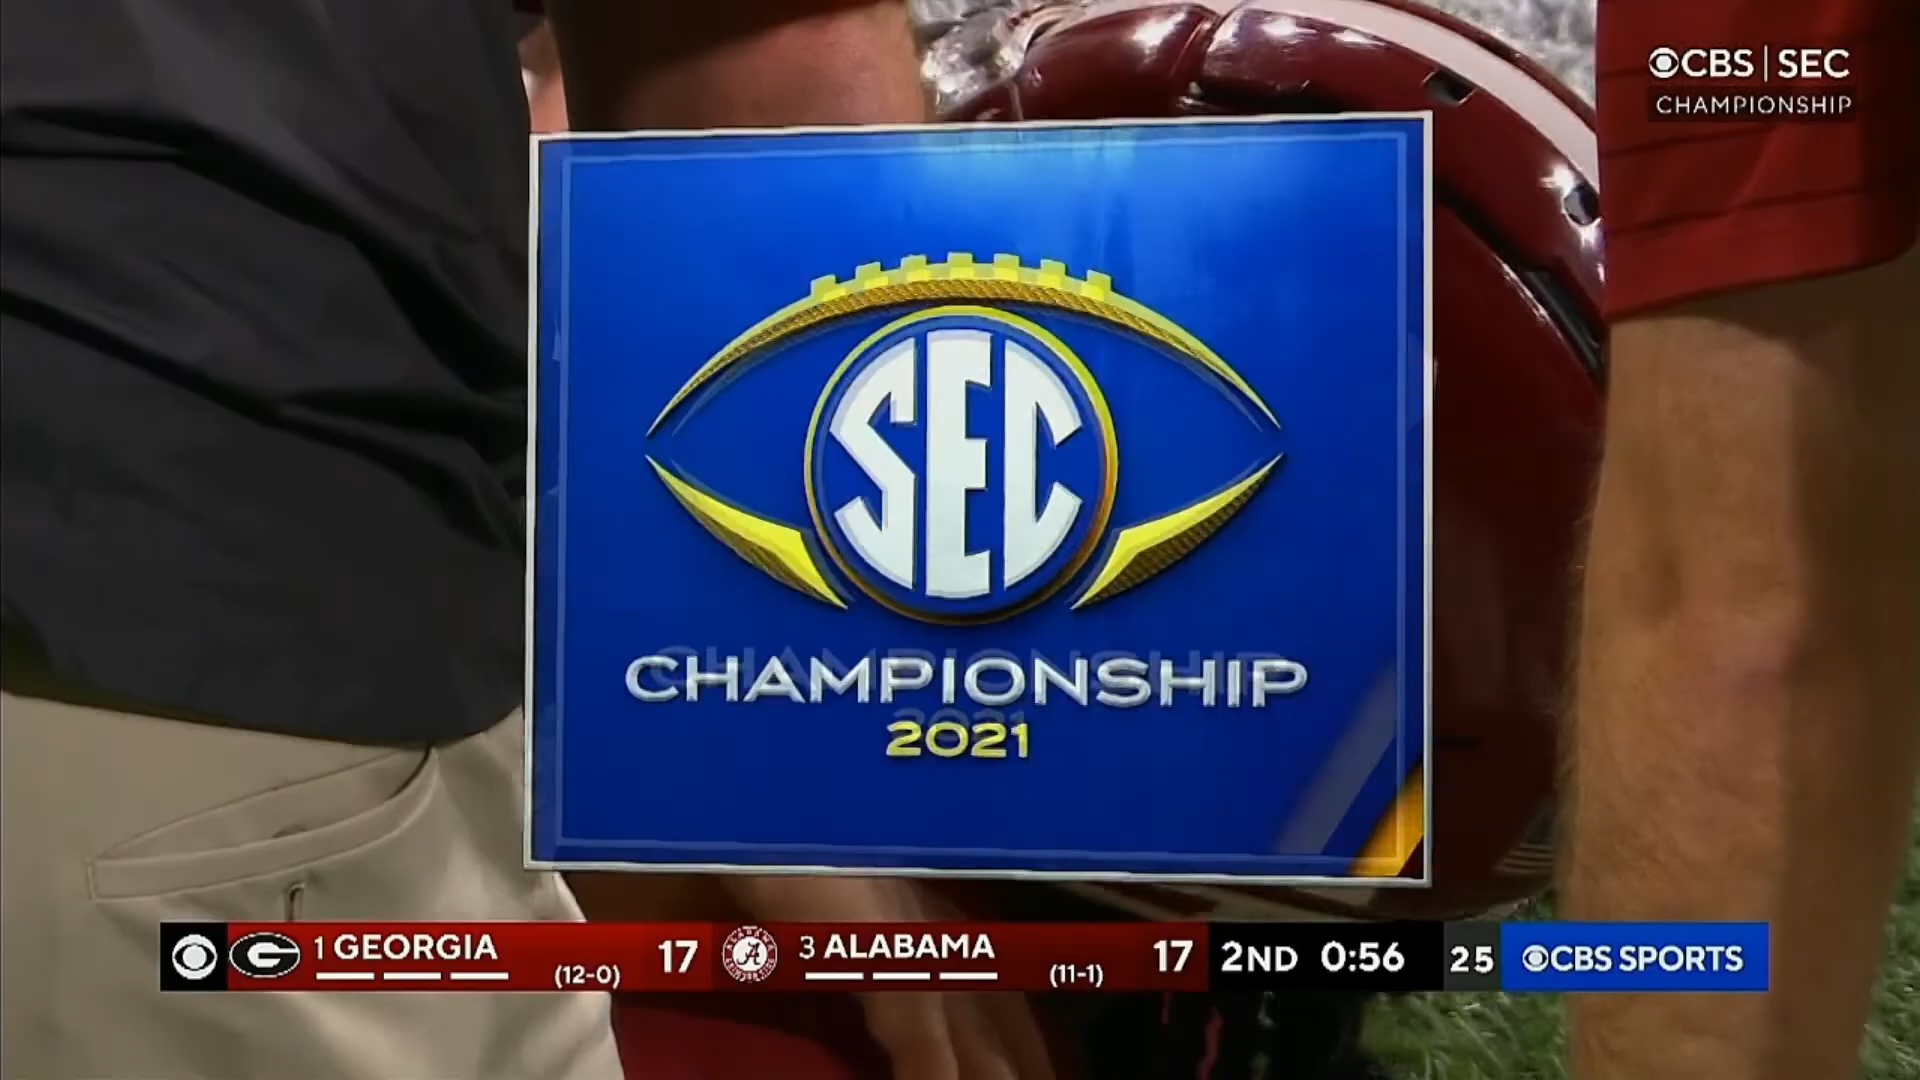 CBS | SEC
CHAMPIONSHIP
SEC
CHAMPIONSHIP
2021
G 1 GEORGIA (12-0) 17 A 3 ALABAMA (11-1) 17 2ND 0:56 25 CBS SPORTS